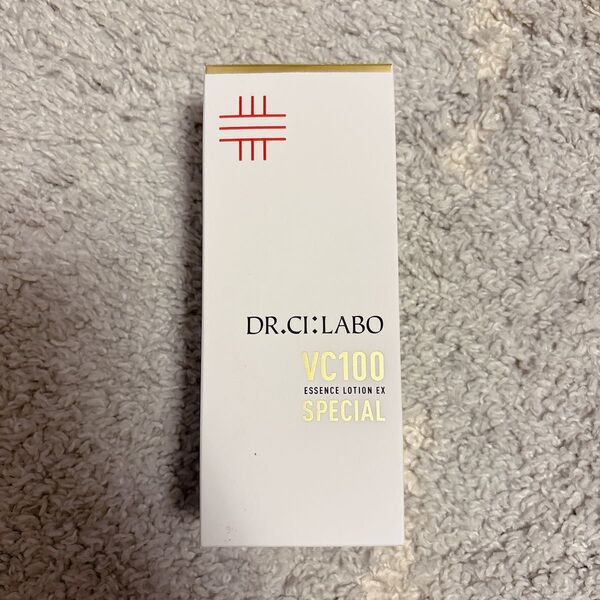 DR.CI:LABO
VC100
ESSENCE LOTION EX
SPECIAL